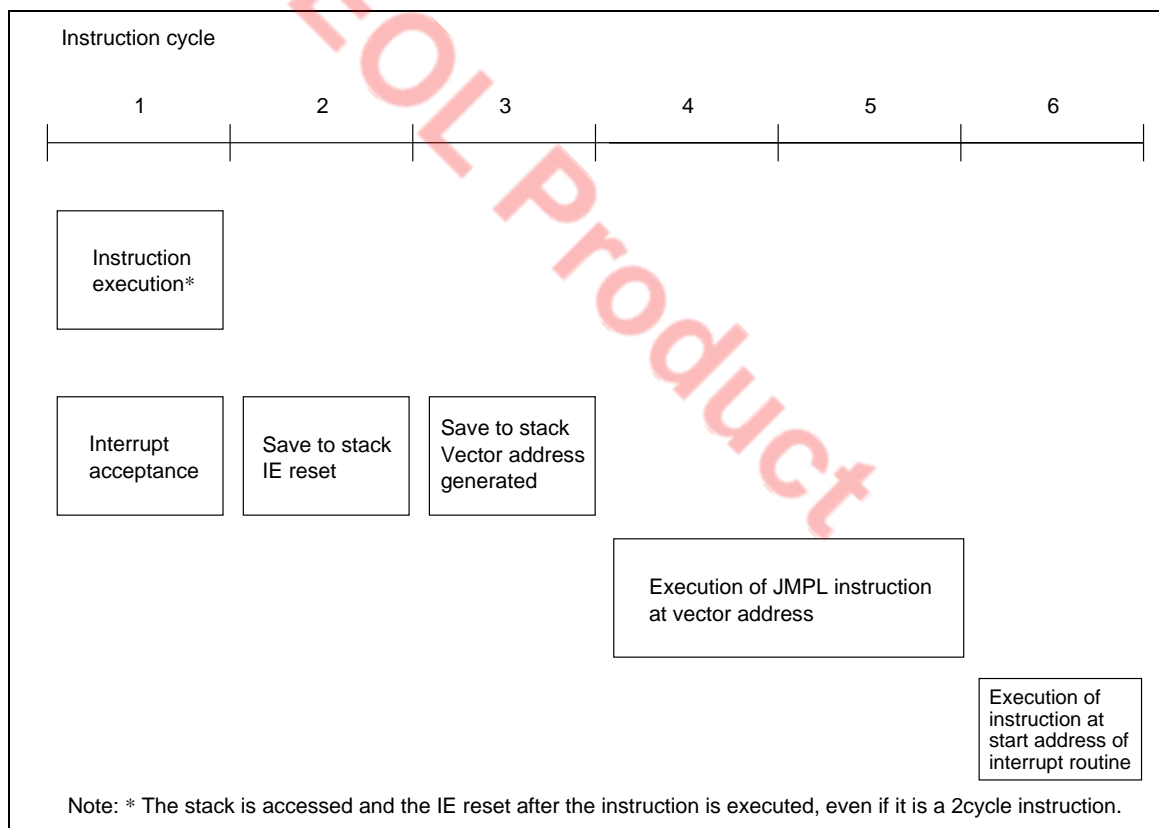 Instruction cycle
1 2 3 4 5 6
Instruction
execution*
Interrupt
acceptance
Save to stack
IE reset
Save to stack
Vector address
generated
Execution of JMPL instruction
at vector address
Execution of
instruction at
start address of
interrupt routine
Note: * The stack is accessed and the IE reset after the instruction is executed, even if it is a 2cycle instruction.
EOL Product